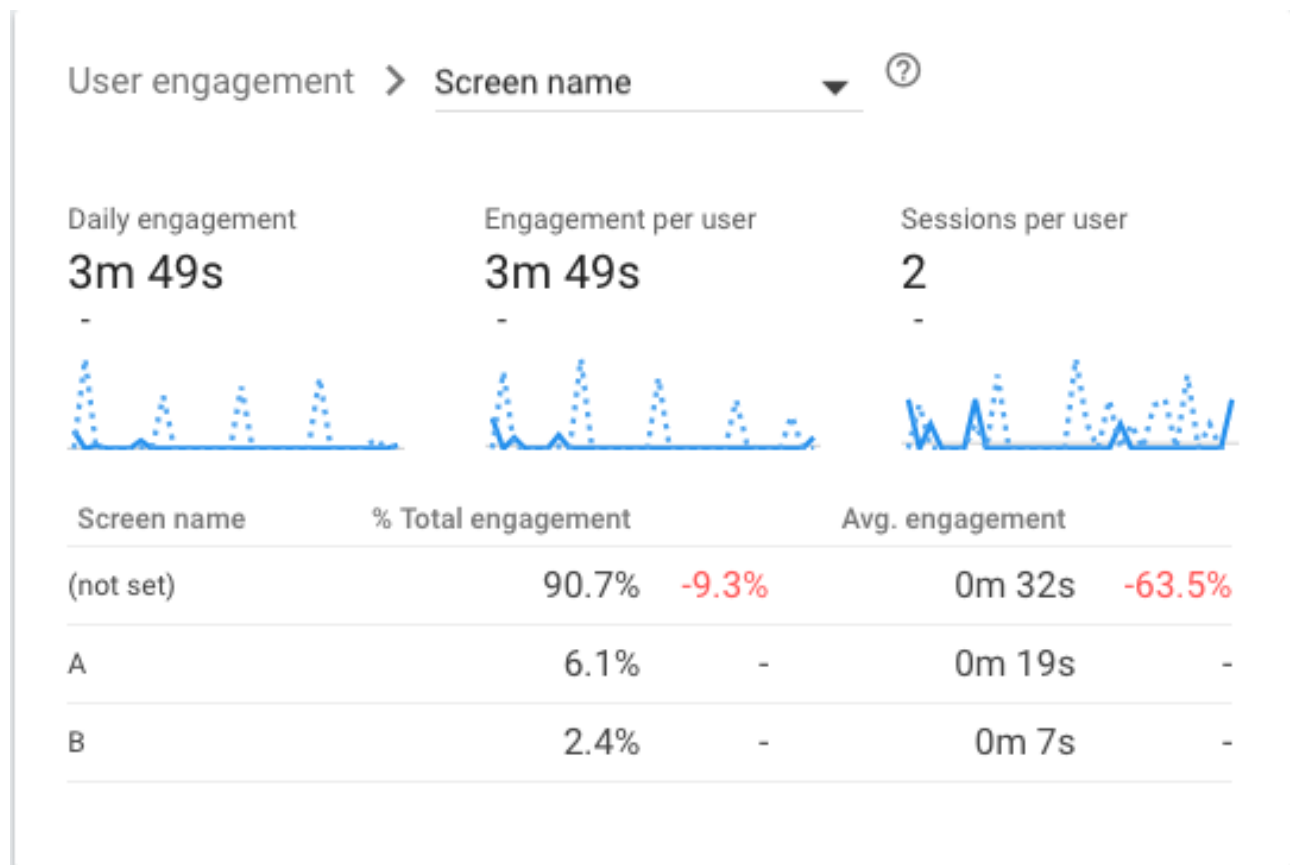 User engagement > Screen name ?
Daily engagement Engagement per user Sessions per user
3m 49s 3m 49s 2
- - -
Screen name % Total engagement Avg. engagement
(not set) 90.7% -9.3% 0m 32s -63.5%
A 6.1% - 0m 19s -
B 2.4% - 0m 7s -